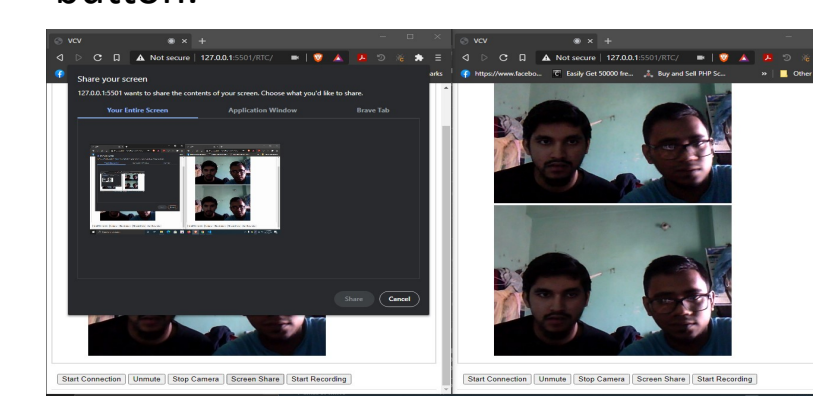 button.
VCV
Not secure | 127.0.0.1:5501/RTC/
arks
Share your screen
127.0.0.1:5501 wants to share the contents of your screen. Choose what you'd like to share.
Your Entire Screen Application Window Brave Tab
Share Cancel
Start Connection Unmute Stop Camera Screen Share Start Recording
VCV
Not secure | 127.0.0.1:5501/RTC/
https://www.facebo... Easily Get 50000 fre... Buy and Sell PHP Sc... » Other
Start Connection Unmute Stop Camera Screen Share Start Recording